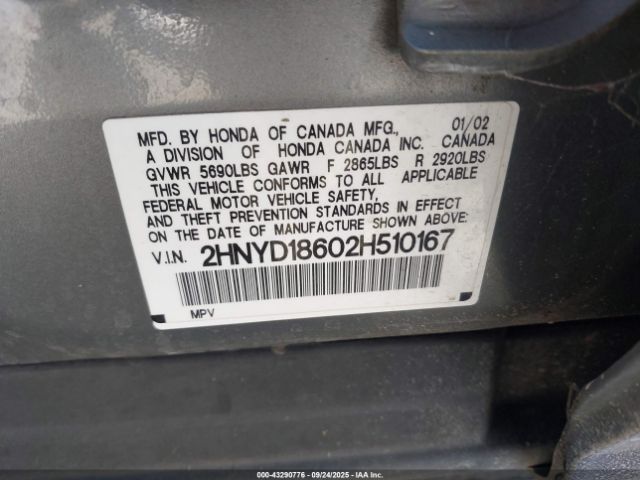 MFD. BY HONDA OF CANADA MFG., 01/02
A DIVISION OF HONDA CANADA INC. CANADA
GVWR 5690LBS GAWR F 2865LBS R 2920LBS
THIS VEHICLE CONFORMS TO ALL APPLICABLE
FEDERAL MOTOR VEHICLE SAFETY,
AND THEFT PREVENTION STANDARDS IN EFFECT
ON THE DATE OF MANUFACTURE SHOWN ABOVE:
V.I.N. 2HNYD18602H510167
MPV
000-43290776 - 09/24/2025 - IAA Inc.